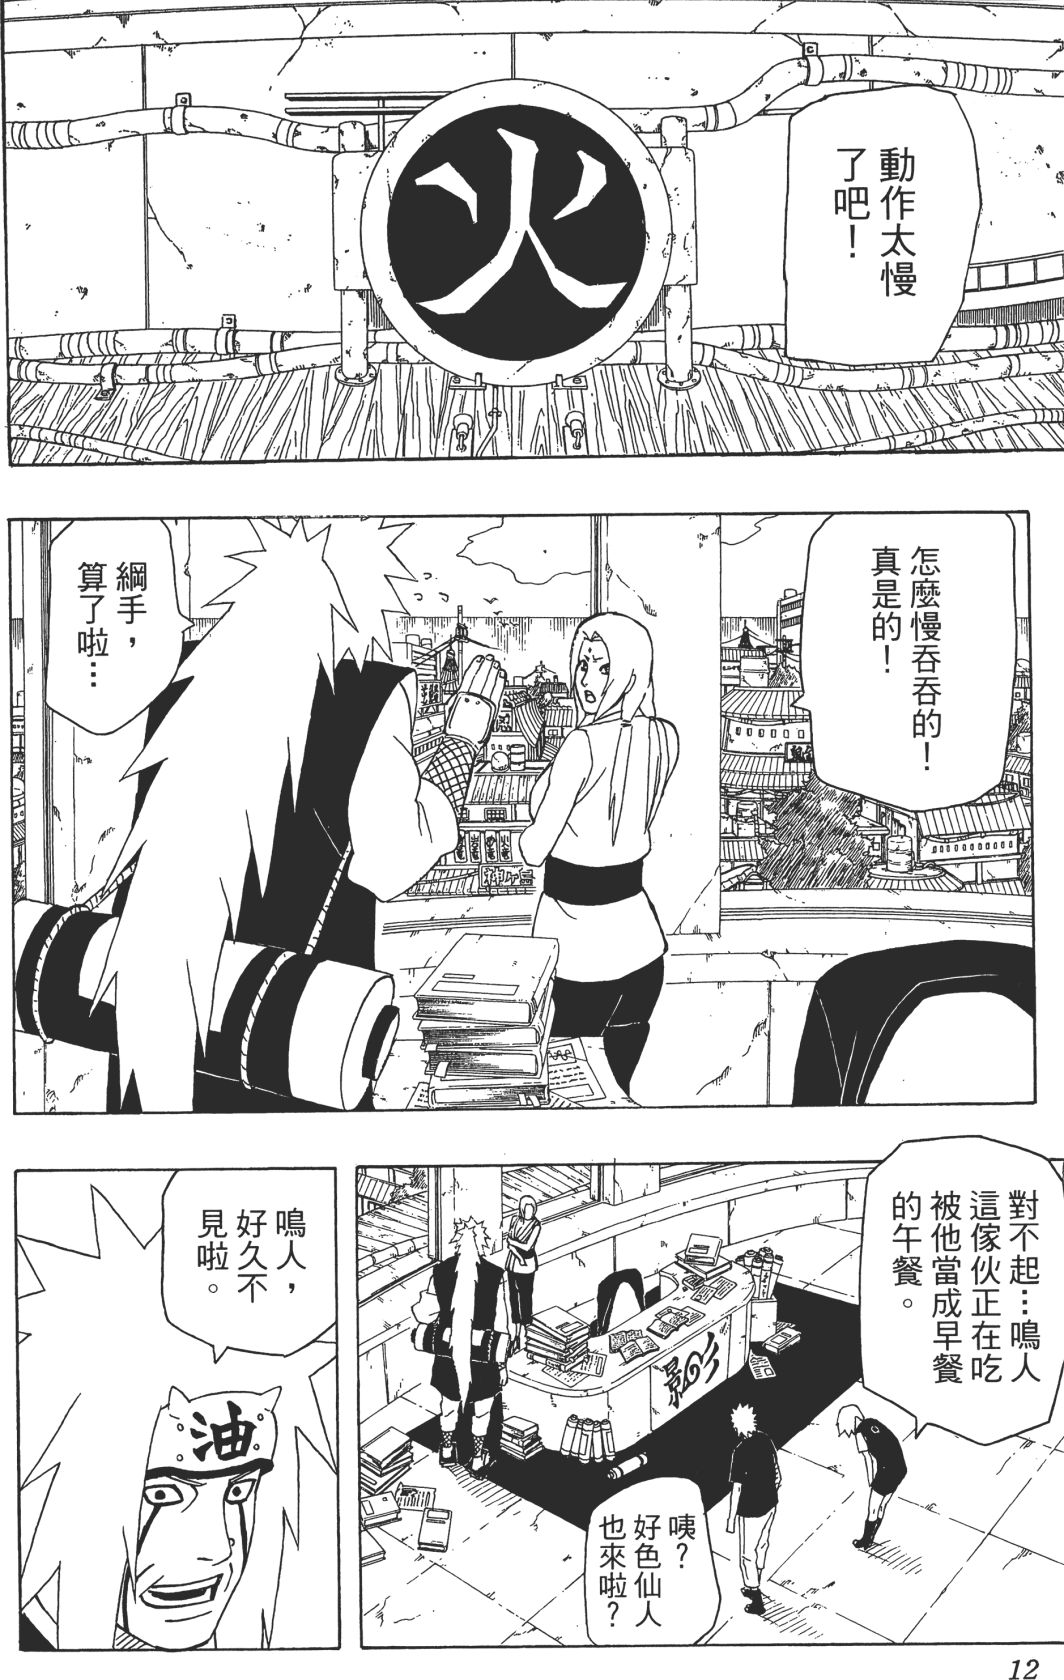 動作太慢
了吧！
火
怎麼慢吞吞的！
真是的！
綱手，
算了啦…
神ヶ島
對不起…鳴人
這傢伙正在吃
被他當成早餐
的午餐。
咦？
好色仙人
也來啦？
鳴人，
好久不
見啦。
油
12